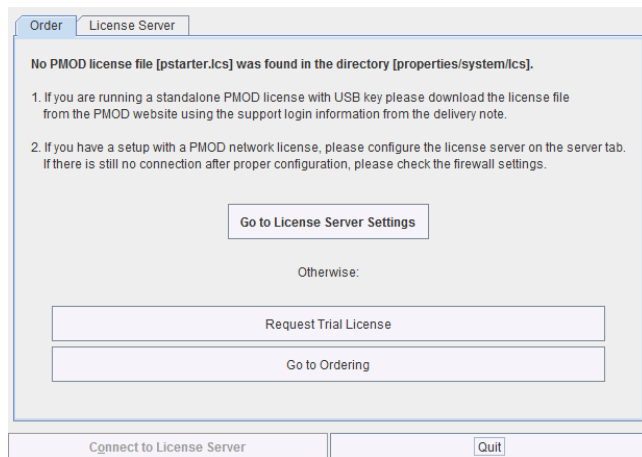 Order
License Server
No PMOD license file [pstarter.lcs] was found in the directory [properties/system/lcs].
1. If you are running a standalone PMOD license with USB key please download the license file
from the PMOD website using the support login information from the delivery note.
2. If you have a setup with a PMOD network license, please configure the license server on the server tab.
If there is still no connection after proper configuration, please check the firewall settings.
Go to License Server Settings
Otherwise:
Request Trial License
Go to Ordering
Connect to License Server
Quit